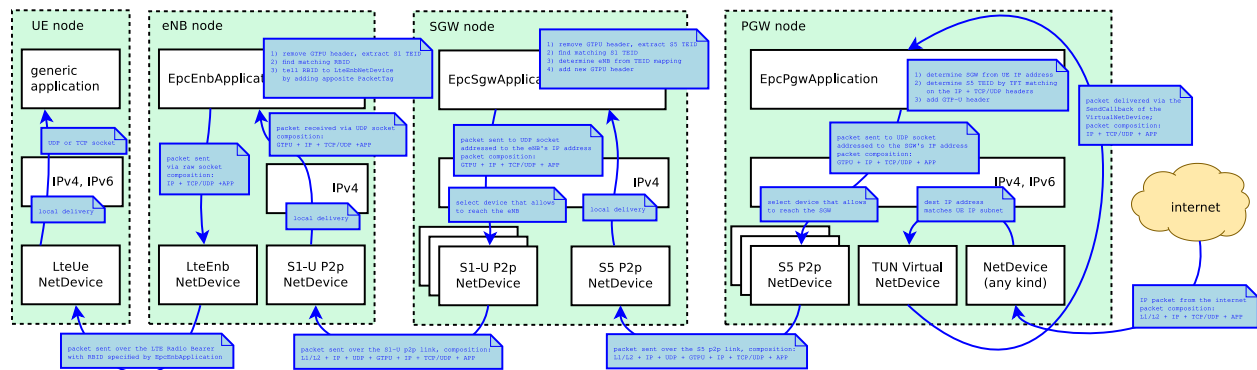 UE node
generic
application
UDP or TCP socket
IPv4, IPv6
local delivery
LteUe
NetDevice
packet sent over the LTE Radio Bearer
with RBID specified by EpcEnbApplication
eNB node
EpcEnbApplicat
1) remove GTPU header, extract S1 TEID
2) find matching RBID
3) tell RBID to LteEnbNetDevice
by adding apposite PacketTag
packet sent
via raw socket
composition:
IP + TCP/UDP +APP
packet received via UDP socket
composition:
GTPU + IP + TCP/UDP +APP
IPv4
local delivery
LteEnb
NetDevice
S1-U P2p
NetDevice
packet sent over the S1-U p2p link, composition:
L1/L2 + IP + UDP + GTPU + IP + TCP/UDP + APP
SGW node
EpcSgwAppl
1) remove GTPU header, extract S5 TEID
2) find matching S1 TEID
3) determine eNB from TEID mapping
4) add new GTPU header
packet sent to UDP socket
addressed to the eNB's IP address
packet composition:
GTPU + IP + TCP/UDP + APP
IPv4
select device that allows
to reach the eNB
local delivery
S1-U P2p
NetDevice
S5 P2p
NetDevice
packet sent over the S5 p2p link, composition:
L1/L2 + IP + UDP + GTPU + IP + TCP/UDP + APP
PGW node
EpcPgwApplication
1) determine SGW from UE IP address
2) determine S5 TEID by TFT matching
on the IP + TCP/UDP headers
3) add GTP-U header
packet sent to UDP socket
addressed to the SGW's IP address
packet composition:
GTPU + IP + TCP/UDP + APP
IPv4, IPv6
select device that allows
to reach the SGW
dest IP address
matches UE IP subnet
S5 P2p
NetDevice
TUN Virtual
NetDevice
NetDevice
(any kind)
packet delivered via the
SendCallback of the
VirtualNetDevice;
packet composition:
IP + TCP/UDP + APP
internet
IP packet from the internet
packet composition:
L1/L2 + IP + TCP/UDP + APP